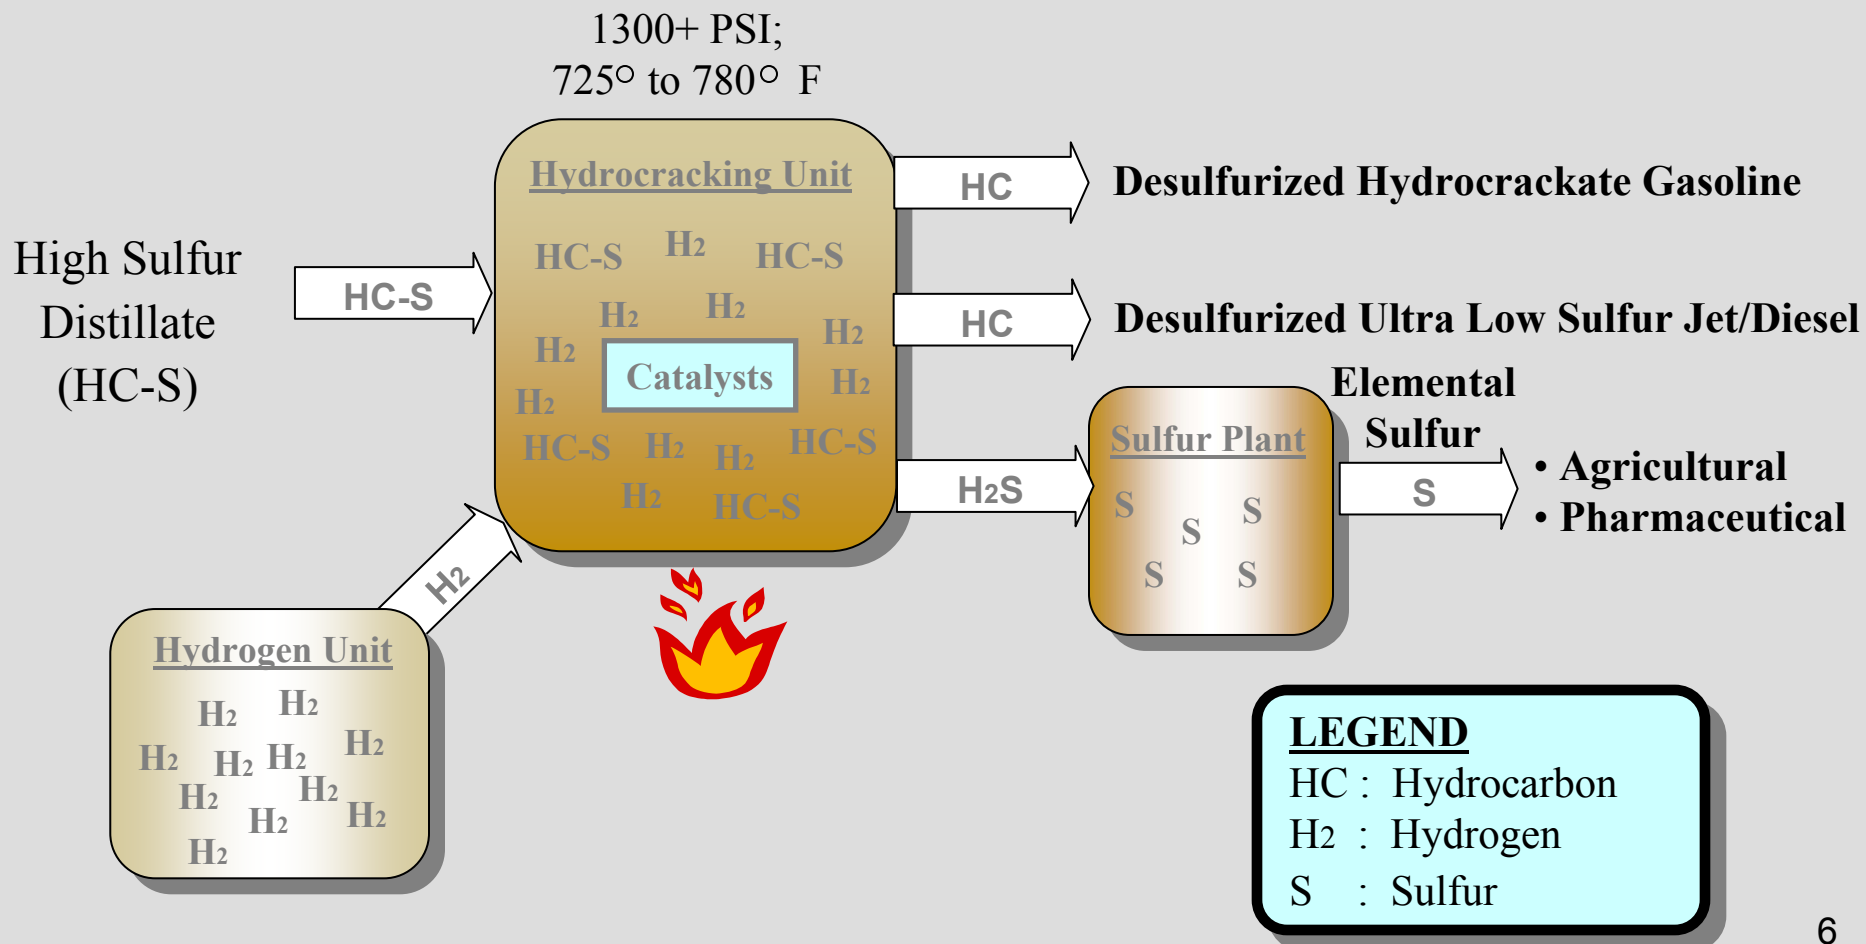 1300+ PSI;
725° to 780° F
High Sulfur
Distillate
(HC-S)
HC-S
Hydrocracking Unit
HC-S H2 HC-S
H2 H2
H2 H2
Catalysts
H2 H2
HC-S H2 H2 HC-S
H2 HC-S
HC
Desulfurized Hydrocrackate Gasoline
HC
Desulfurized Ultra Low Sulfur Jet/Diesel
H2S
Sulfur Plant
S S S
S S
Elemental
Sulfur
S
• Agricultural
• Pharmaceutical
H2
Hydrogen Unit
H2 H2
H2 H2 H2 H2
H2 H2
H2 H2
H2
LEGEND
HC : Hydrocarbon
H2 : Hydrogen
S : Sulfur
6